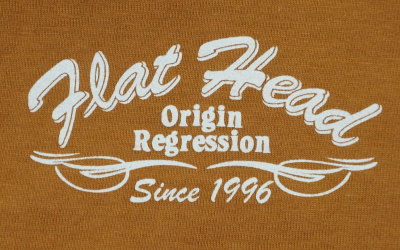 Flat Head
Origin
Regression
Since 1996